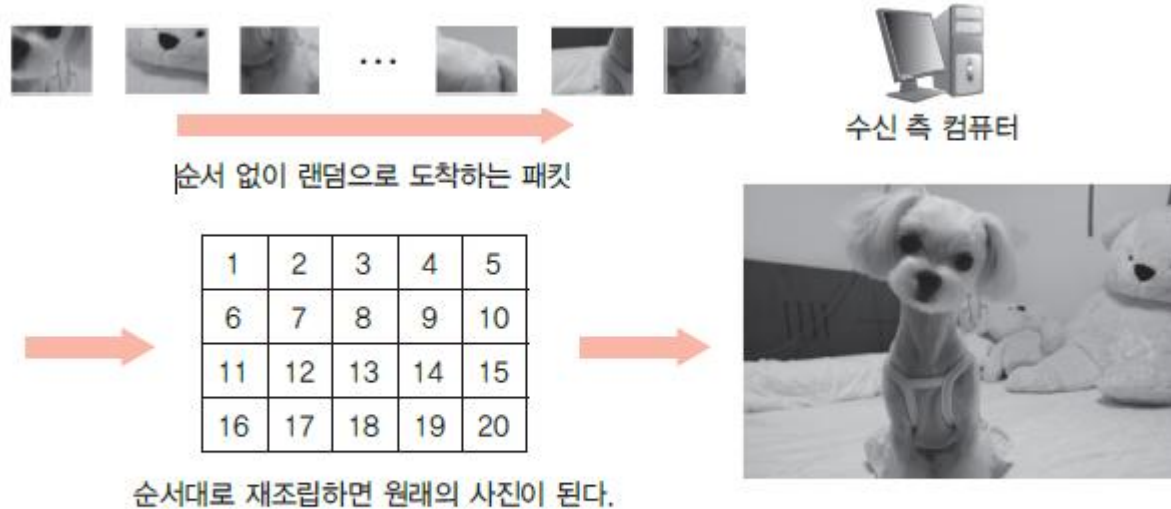 ...
수신 측 컴퓨터
순서 없이 랜덤으로 도착하는 패킷
1 2 3 4 5
6 7 8 9 10
11 12 13 14 15
16 17 18 19 20
순서대로 재조립하면 원래의 사진이 된다.